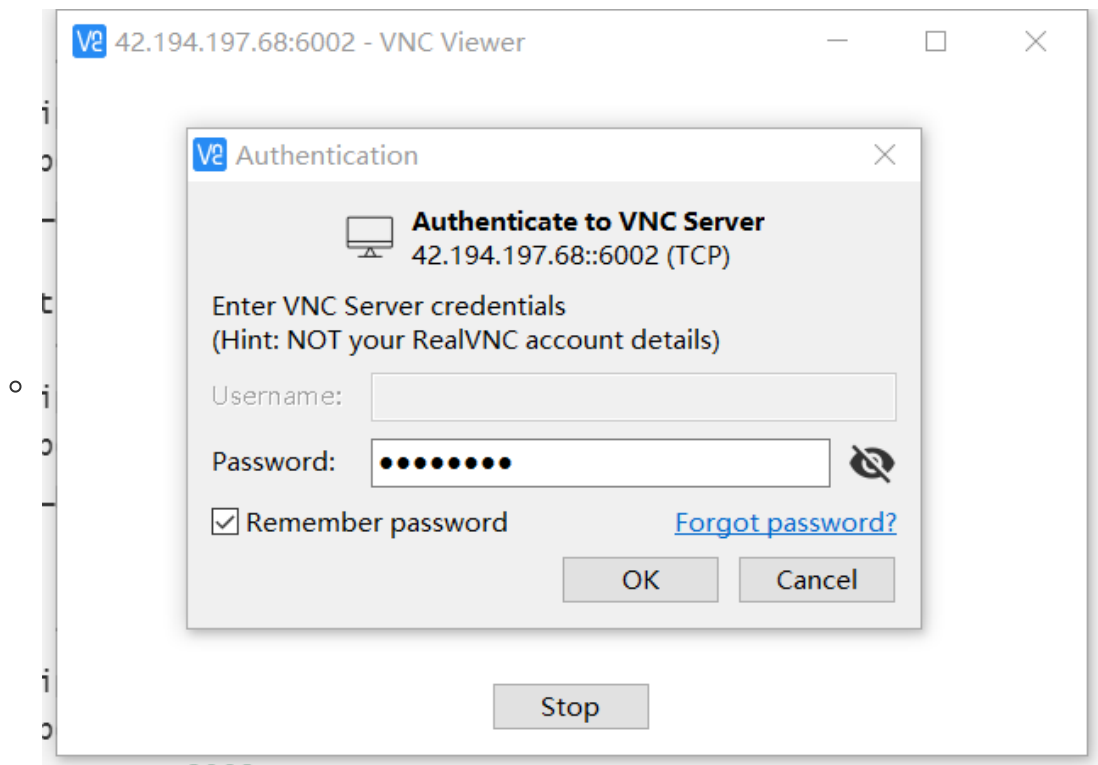 42.194.197.68:6002 - VNC Viewer
Authentication
Authenticate to VNC Server
42.194.197.68::6002 (TCP)
Enter VNC Server credentials
(Hint: NOT your RealVNC account details)
Username:
Password: ●●●●●●●●
Remember password Forgot password?
OK Cancel
Stop